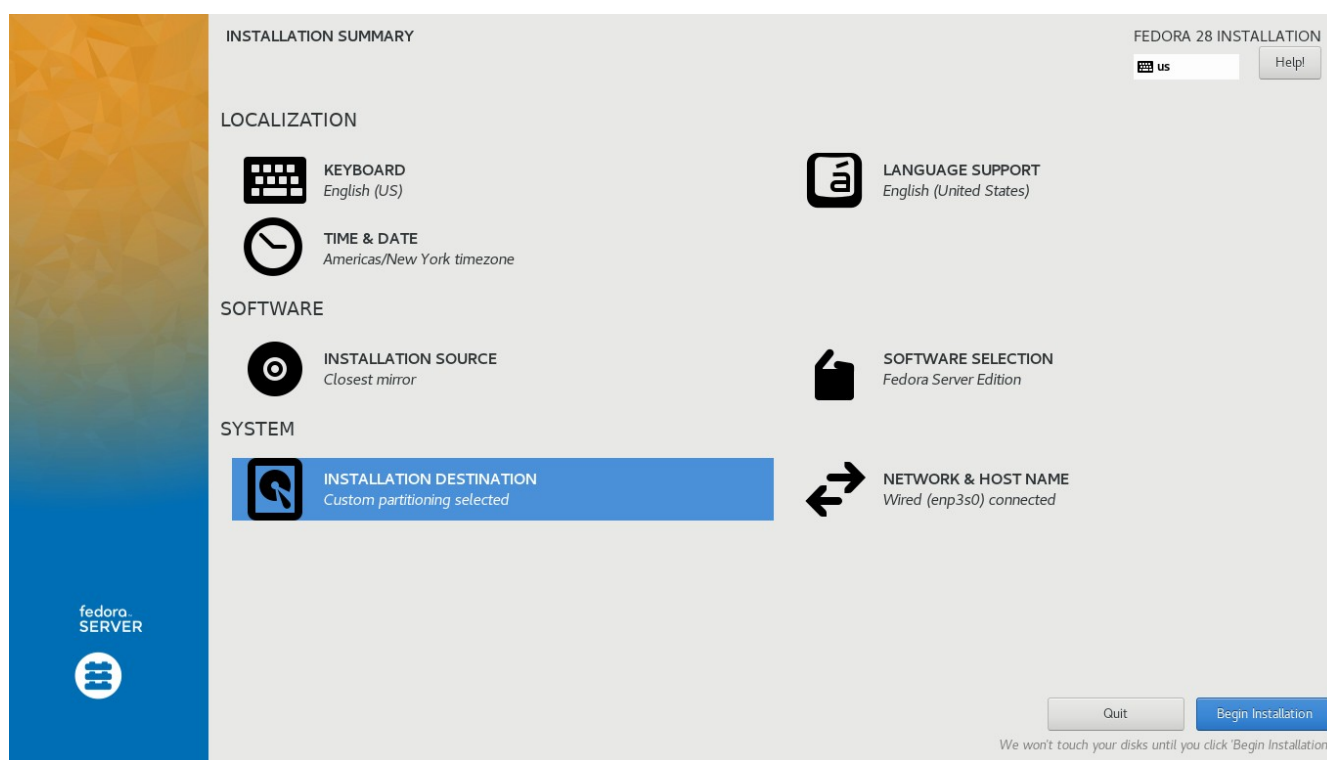 INSTALLATION SUMMARY
FEDORA 28 INSTALLATION
us
Help!
LOCALIZATION
KEYBOARD
English (US)
á
LANGUAGE SUPPORT
English (United States)
TIME & DATE
Americas/New York timezone
SOFTWARE
INSTALLATION SOURCE
Closest mirror
SOFTWARE SELECTION
Fedora Server Edition
SYSTEM
INSTALLATION DESTINATION
Custom partitioning selected
NETWORK & HOST NAME
Wired (enp3s0) connected
fedora
SERVER
Quit
Begin Installation
We won't touch your disks until you click 'Begin Installation